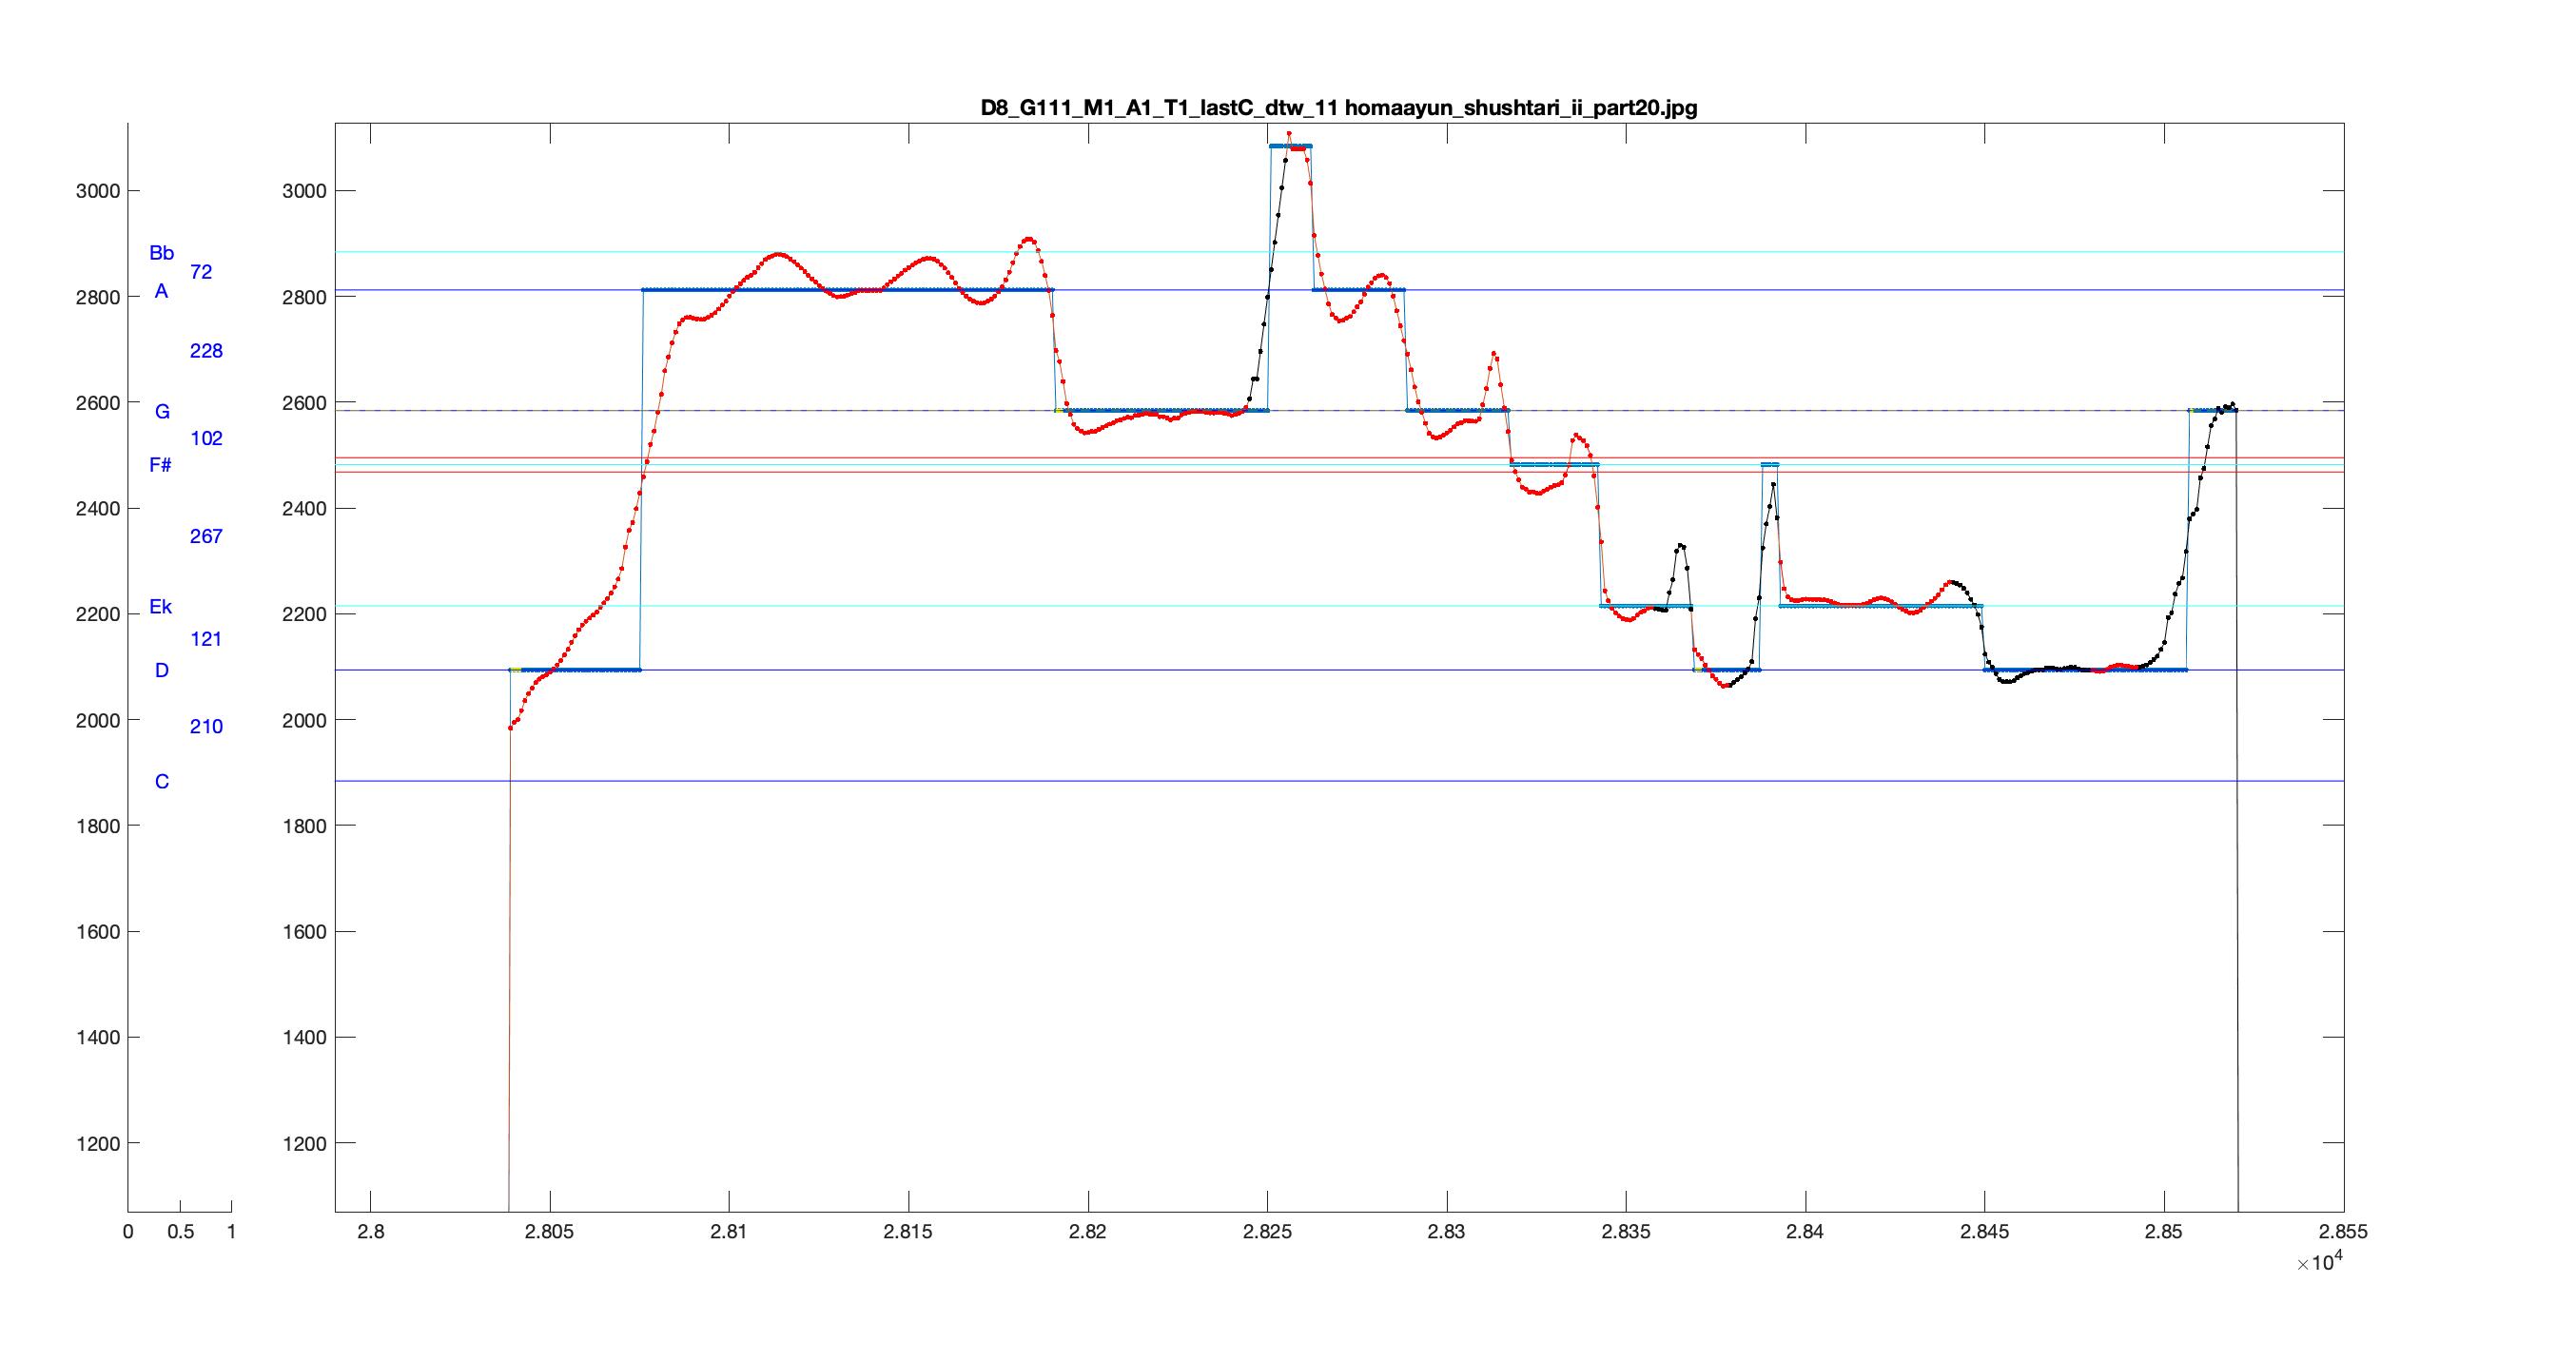 D8_G111_M1_A1_T1_lastC_dtw_11 homaayun_shushtari_ii_part20.jpg
3000 3000
Bb
72
2800 A 2800
228
2600 G 2600
102
F#
2400 2400
267
2200 Ek 2200
121
D
2000 210 2000
C
1800 1800
1600 1600
1400 1400
1200 1200
0 0.5 1 2.8 2.805 2.81 2.815 2.82 2.825 2.83 2.835 2.84 2.845 2.85 2.855
×10⁴